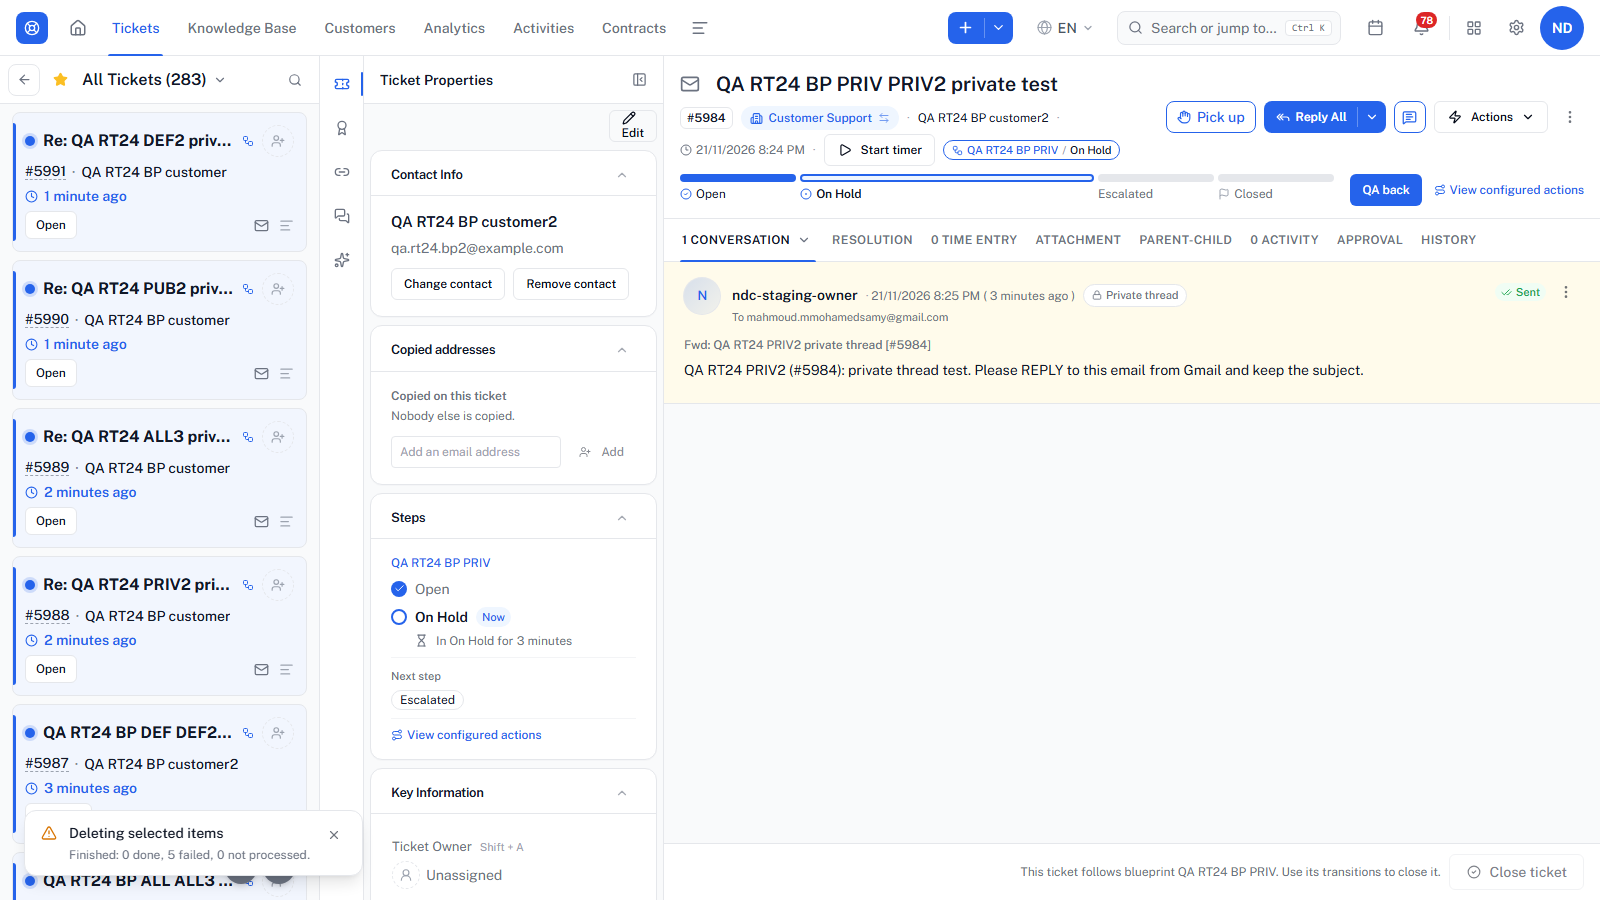 Tickets
Knowledge Base
Customers
Analytics
Activities
Contracts
EN
Search or jump to...
Ctrl K
78
ND
All Tickets (283)
Re: QA RT24 DEF2 priv...
#5991 · QA RT24 BP customer
1 minute ago
Open
Re: QA RT24 PUB2 priv...
#5990 · QA RT24 BP customer
1 minute ago
Open
Re: QA RT24 ALL3 priv...
#5989 · QA RT24 BP customer
2 minutes ago
Open
Re: QA RT24 PRIV2 pri...
#5988 · QA RT24 BP customer
2 minutes ago
Open
QA RT24 BP DEF DEF2...
#5987 · QA RT24 BP customer2
3 minutes ago
QA RT24 BP ALL ALL3 ...
Deleting selected items
Finished: 0 done, 5 failed, 0 not processed.
Ticket Properties
Edit
Contact Info
QA RT24 BP customer2
qa.rt24.bp2@example.com
Change contact
Remove contact
Copied addresses
Copied on this ticket
Nobody else is copied.
Add an email address
Add
Steps
QA RT24 BP PRIV
Open
On Hold Now
In On Hold for 3 minutes
Next step
Escalated
View configured actions
Key Information
Ticket Owner Shift + A
Unassigned
QA RT24 BP PRIV PRIV2 private test
#5984
Customer Support
· QA RT24 BP customer2 ·
Pick up
Reply All
Actions
21/11/2026 8:24 PM ·
Start timer
QA RT24 BP PRIV / On Hold
Open
On Hold
Escalated
Closed
QA back
View configured actions
1 CONVERSATION
RESOLUTION
0 TIME ENTRY
ATTACHMENT
PARENT-CHILD
0 ACTIVITY
APPROVAL
HISTORY
N
ndc-staging-owner · 21/11/2026 8:25 PM ( 3 minutes ago )
Private thread
Sent
To mahmoud.mmohamedsamy@gmail.com
Fwd: QA RT24 PRIV2 private thread [#5984]
QA RT24 PRIV2 (#5984): private thread test. Please REPLY to this email from Gmail and keep the subject.
This ticket follows blueprint QA RT24 BP PRIV. Use its transitions to close it.
Close ticket